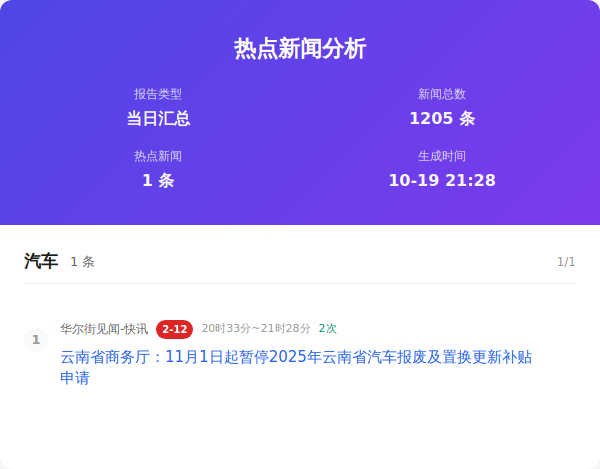 热点新闻分析
报告类型
当日汇总
新闻总数
1205 条
热点新闻
1 条
生成时间
10-19 21:28
汽车 1 条 1/1
1
华尔街见闻-快讯 2-12 20时33分~21时28分 2次
云南省商务厅：11月1日起暂停2025年云南省汽车报废及置换更新补贴
申请